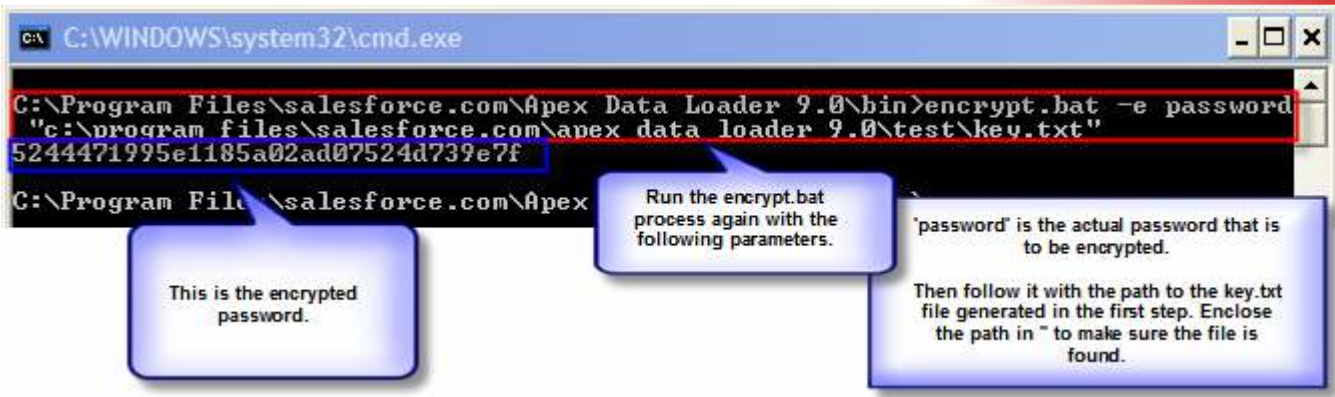 C:\WINDOWS\system32\cmd.exe
C:\Program Files\salesforce.com\Apex Data Loader 9.0\bin>encrypt.bat -e password
"c:\program files\salesforce.com\apex data loader 9.0\test\key.txt"
5244471995e1185a02ad07524d739e7f
C:\Program Fil \salesforce.com\Apex
This is the encrypted
password.
Run the encrypt.bat
process again with the
following parameters.
'password' is the actual password that is
to be encrypted.
Then follow it with the path to the key.txt
file generated in the first step. Enclose
the path in " to make sure the file is
found.